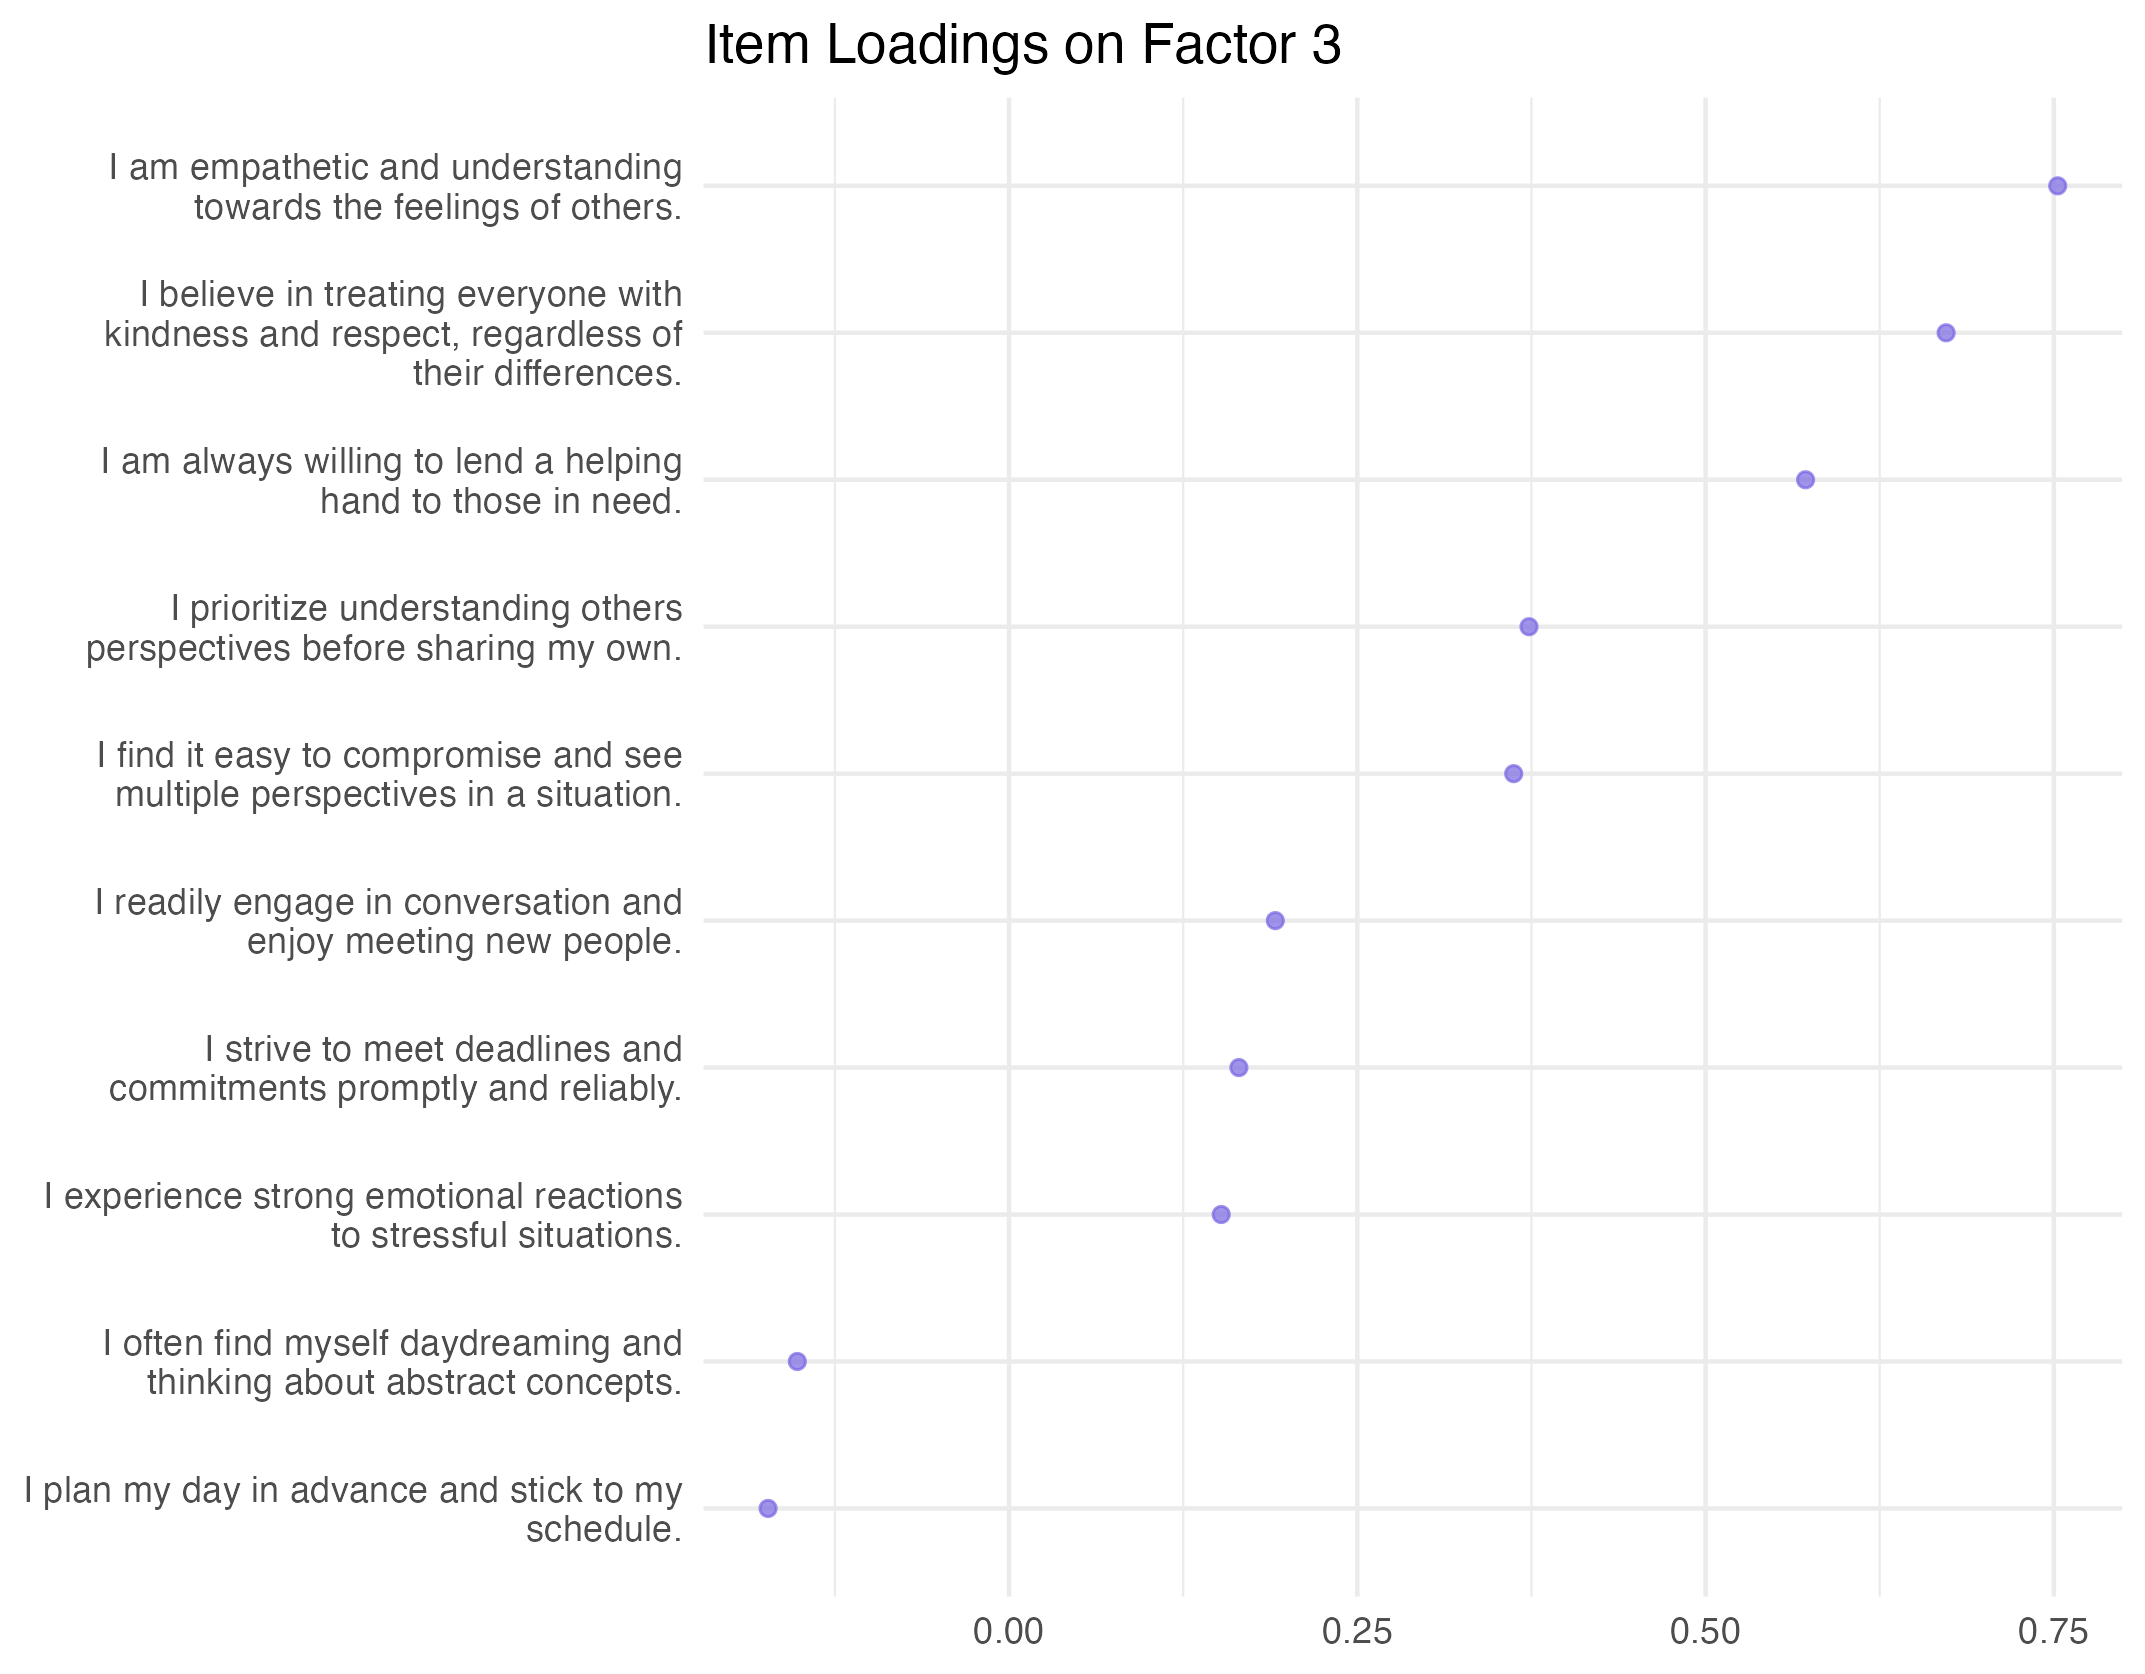 Item Loadings on Factor 3
I am empathetic and understanding
towards the feelings of others.
I believe in treating everyone with
kindness and respect, regardless of
their differences.
I am always willing to lend a helping
hand to those in need.
I prioritize understanding others
perspectives before sharing my own.
I find it easy to compromise and see
multiple perspectives in a situation.
I readily engage in conversation and
enjoy meeting new people.
I strive to meet deadlines and
commitments promptly and reliably.
I experience strong emotional reactions
to stressful situations.
I often find myself daydreaming and
thinking about abstract concepts.
I plan my day in advance and stick to my
schedule.
0.00
0.25
0.50
0.75